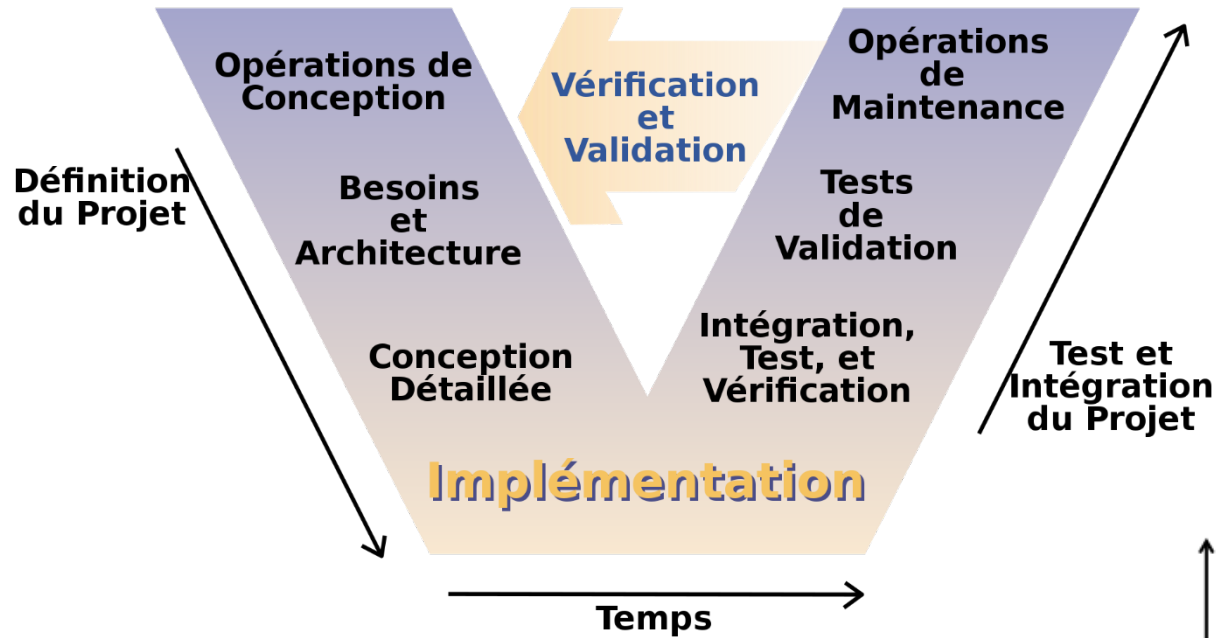 Opérations de
Conception
Vérification
et
Validation
Opérations
de
Maintenance
Définition
du Projet
Besoins
et
Architecture
Tests
de
Validation
Conception
Détaillée
Intégration,
Test, et
Vérification
Test et
Intégration
du Projet
Implémentation
Temps